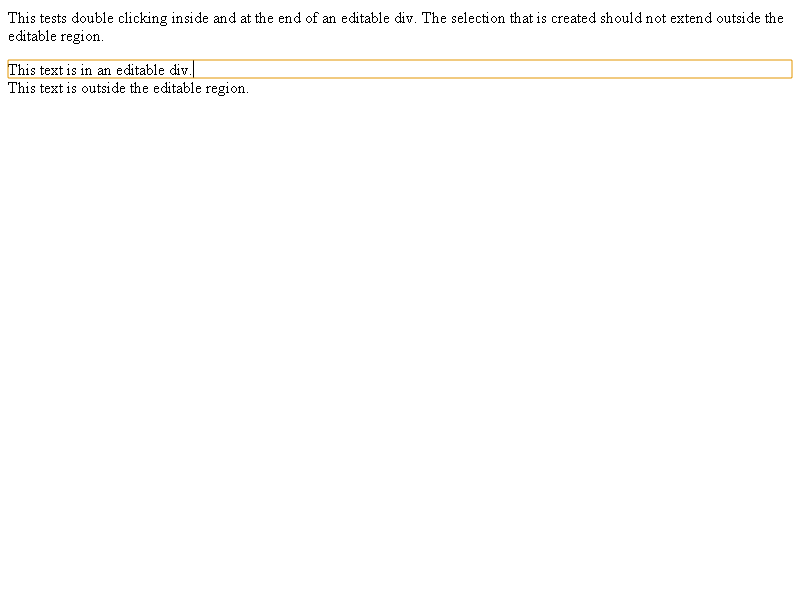 This tests double clicking inside and at the end of an editable div. The selection that is created should not extend outside the
editable region.
This text is in an editable div.
This text is outside the editable region.